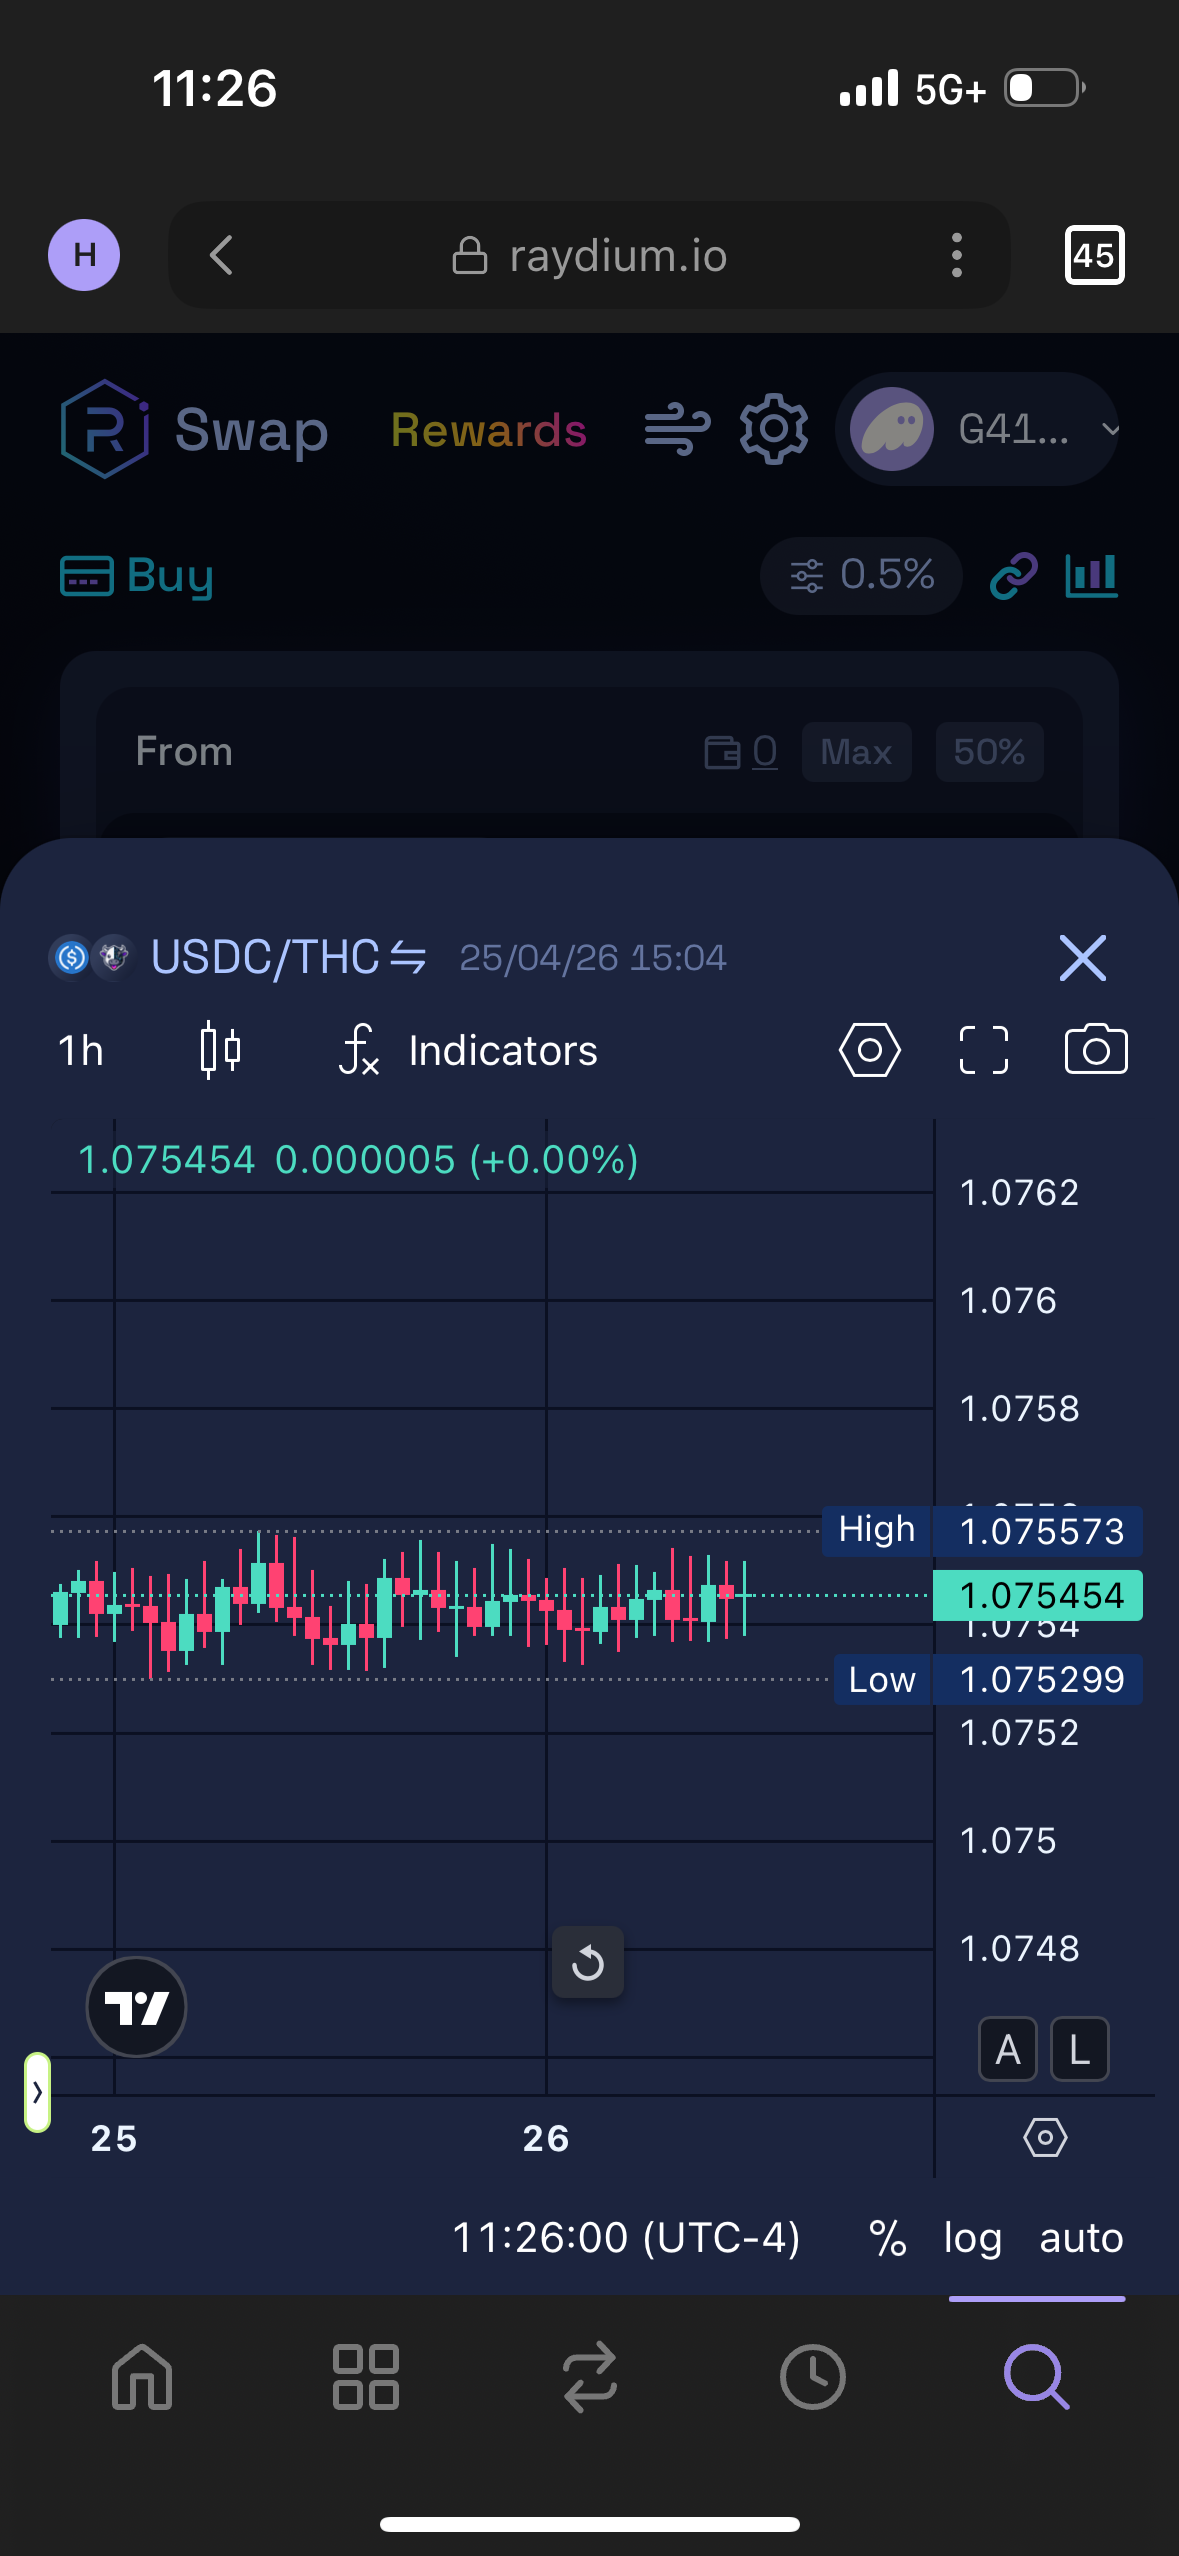 11:26 5G+
H raydium.io 45
Swap Rewards G41...
Buy 0.5%
From 0 Max 50%
USDC/THC 25/04/26 15:04
1h Indicators
1.075454 0.000005 (+0.00%)
1.0762
1.076
1.0758
High 1.075573
1.075454
1.0754
Low 1.075299
1.0752
1.075
1.0748
A L
25 26
11:26:00 (UTC-4) % log auto